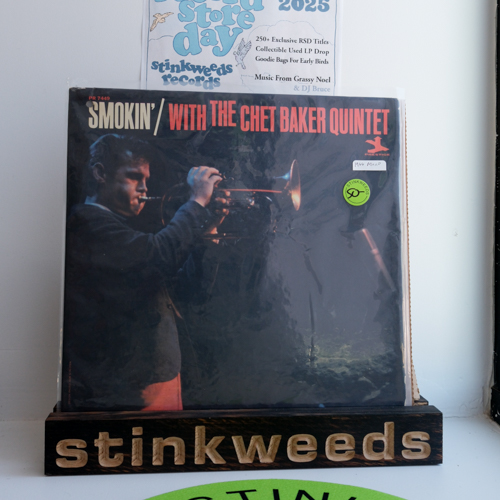 record
store
day
2025
stinkweeds
records
250+ Exclusive RSD Titles
Collectible Used LP Drop
Goodie Bags For Early Birds
Music From Grassy Noel
& DJ Bruce
SMOKIN'/ WITH THE CHET BAKER QUINTET
stinkweeds